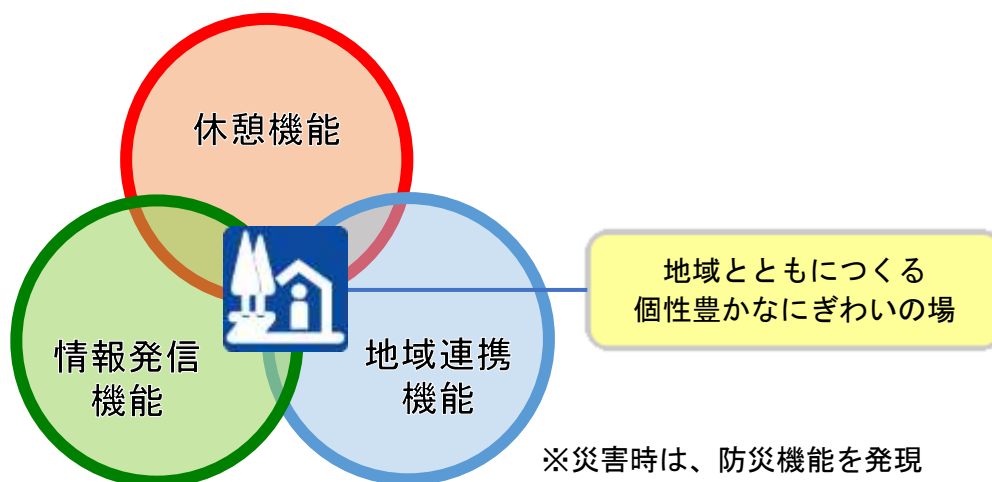 休憩機能
情報発信
機能
地域連携
機能
地域とともにつくる
個性豊かなにぎわいの場
※災害時は、防災機能を発現